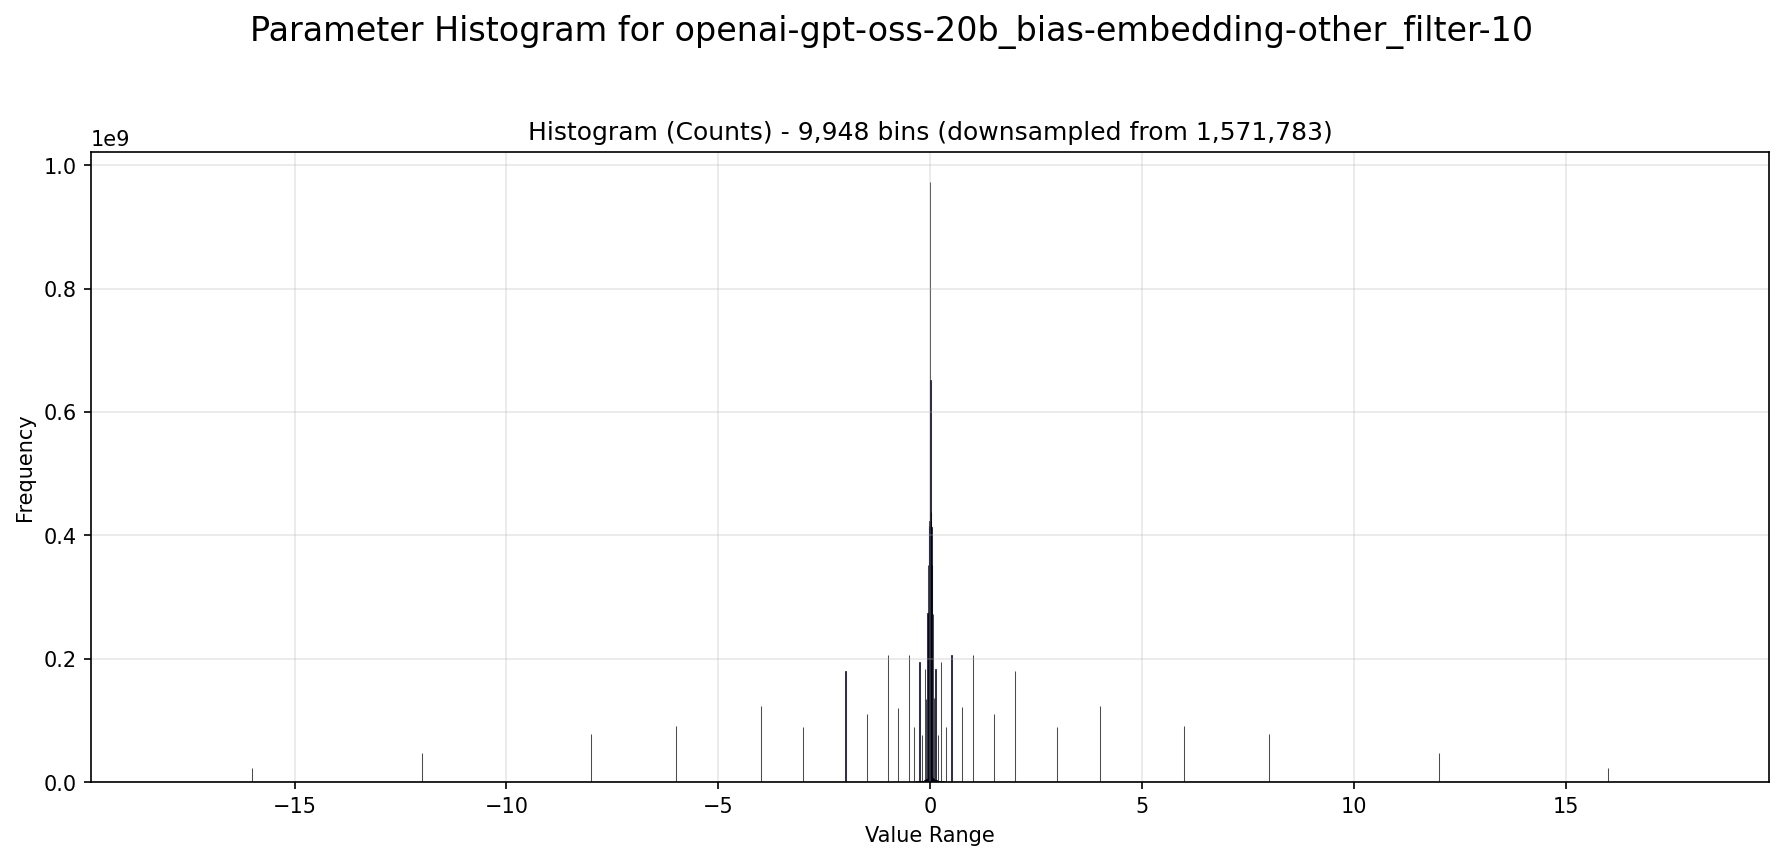 Parameter Histogram for openai-gpt-oss-20b_bias-embedding-other_filter-10
Histogram (Counts) - 9,948 bins (downsampled from 1,571,783)
1e9
1.0
0.8
0.6
0.4
0.2
0.0
Frequency
−15
−10
−5
0
5
10
15
Value Range